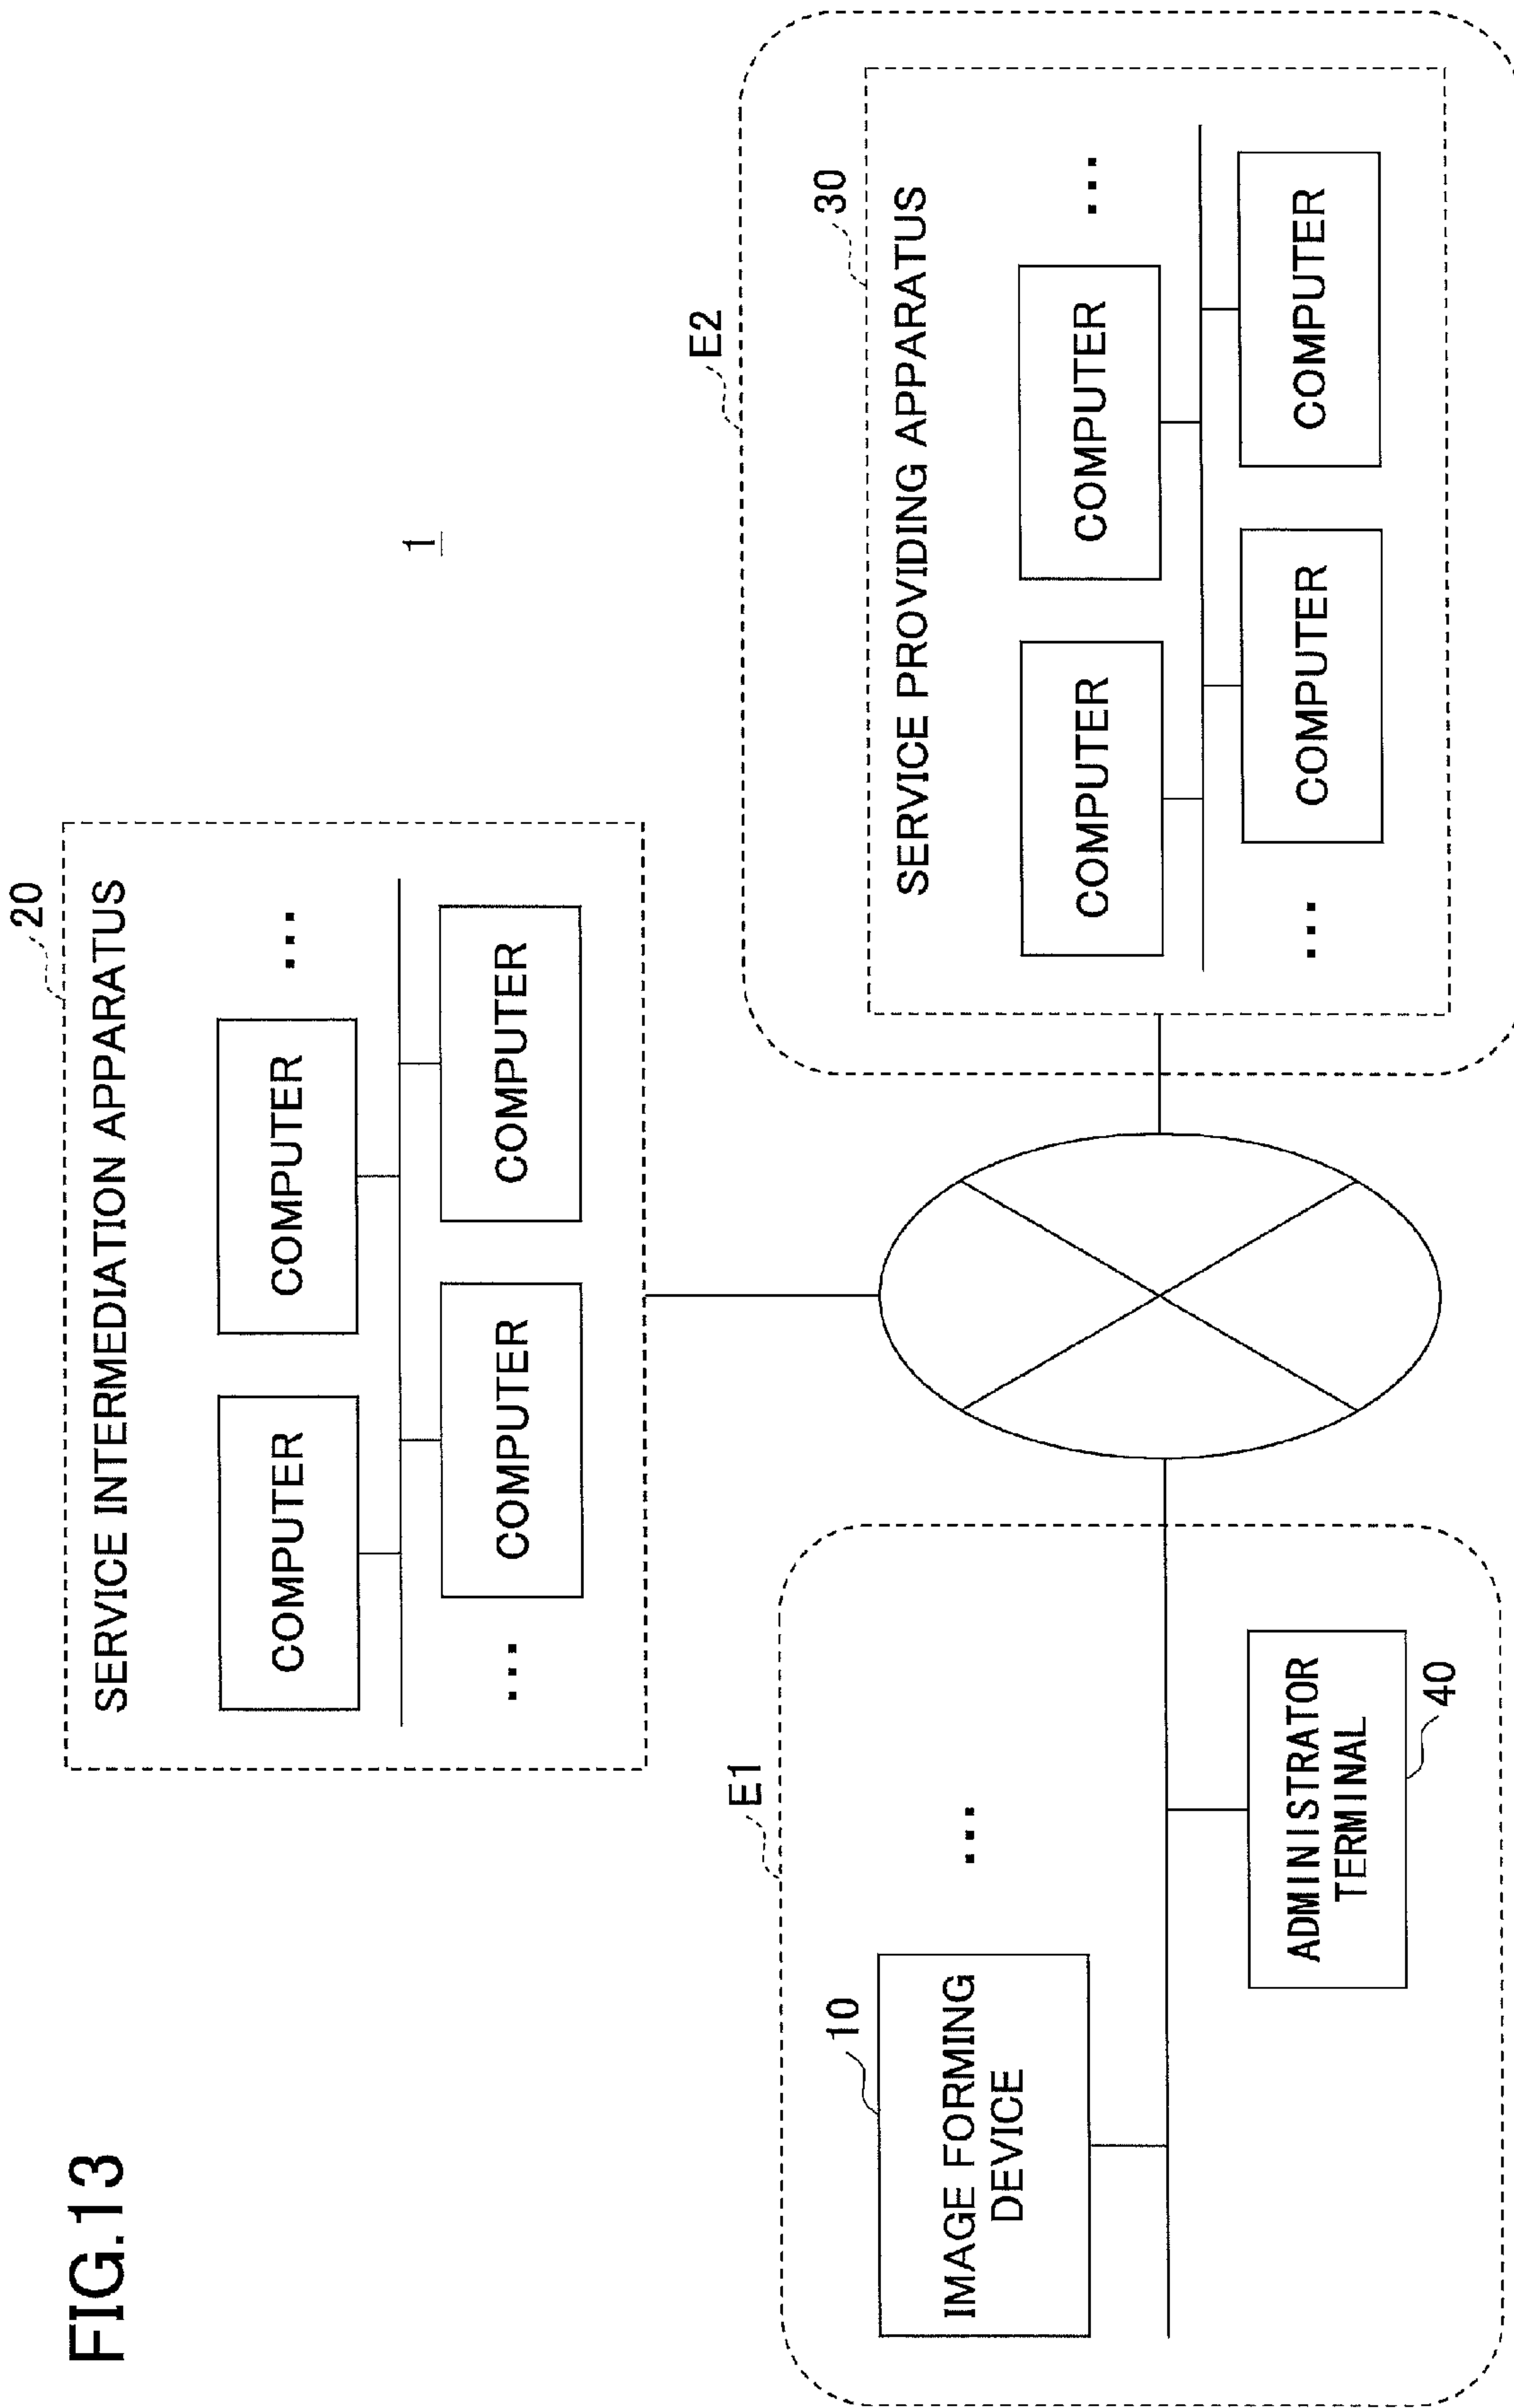 FIG.13
1
20
SERVICE INTERMEDIATION APPARATUS
COMPUTER
COMPUTER
...
...
COMPUTER
COMPUTER
E1
10
IMAGE FORMING
DEVICE
...
ADMINISTRATOR
TERMINAL
40
E2
30
SERVICE PROVIDING APPARATUS
COMPUTER
COMPUTER
...
...
COMPUTER
COMPUTER